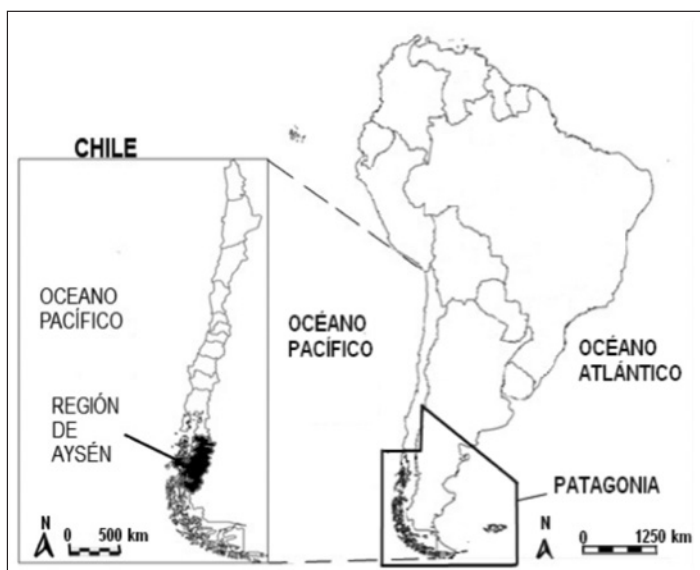 CHILE
OCEANO
PACÍFICO
REGIÓN
DE
AYSÉN
N
0 500 km
OCÉANO
PACÍFICO
OCÉANO
ATLÁNTICO
PATAGONIA
N
0 1250 km